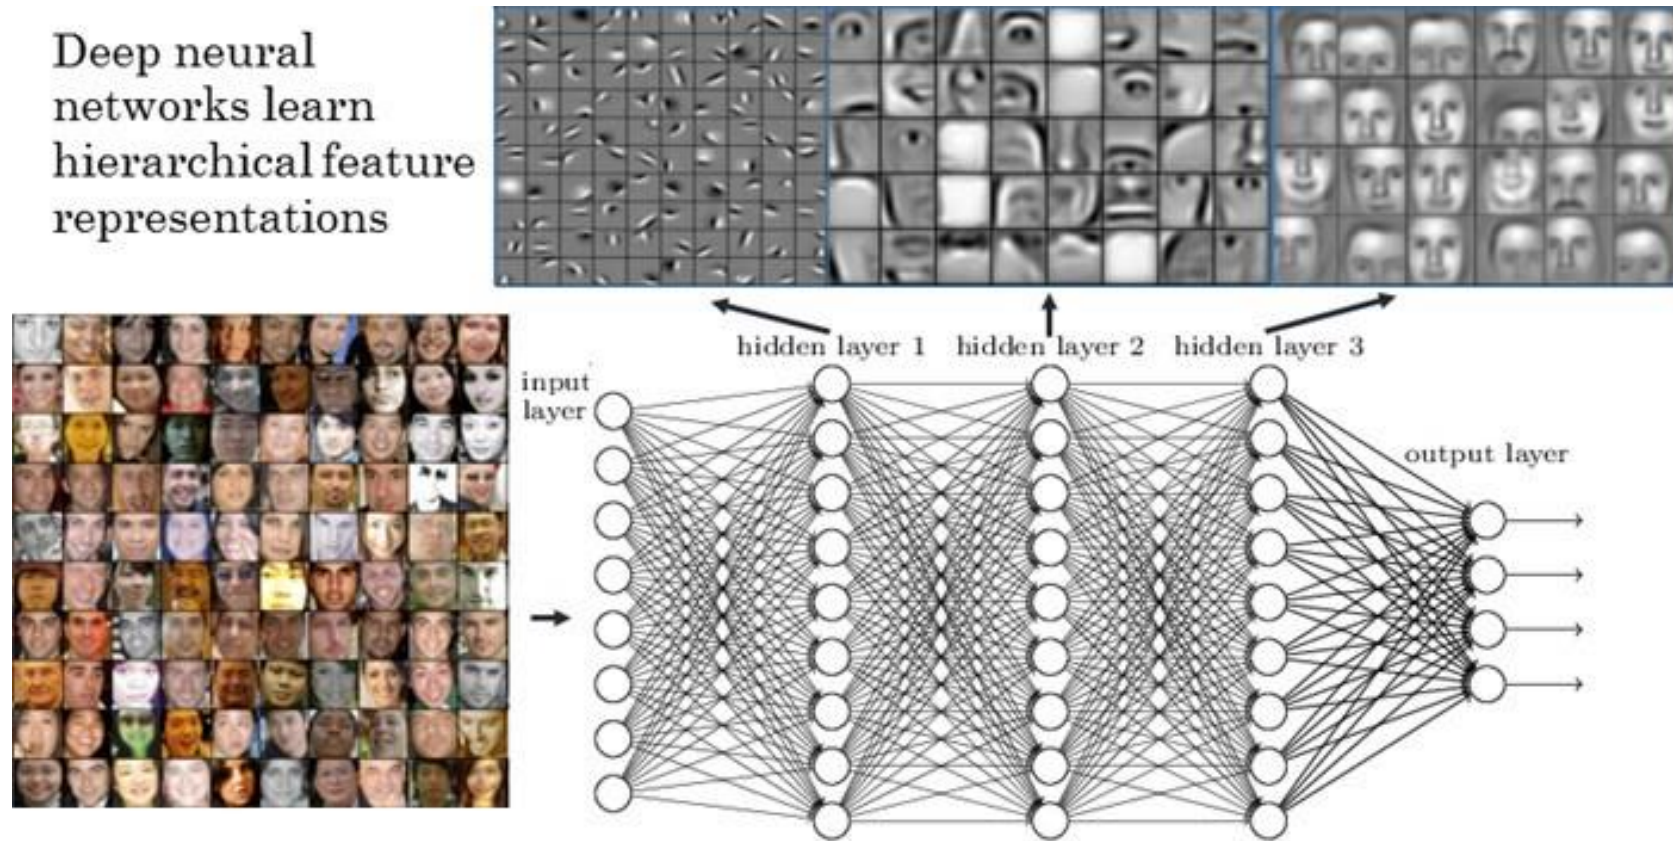 Deep neural
networks learn
hierarchical feature
representations
hidden layer 1
hidden layer 2
hidden layer 3
input
layer
output layer